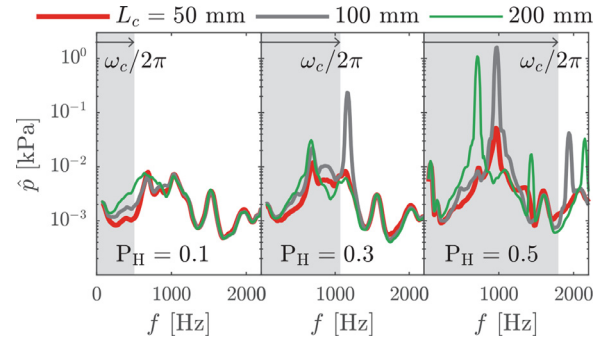 L_c = 50 mm 100 mm 200 mm
ω_c/2π ω_c/2π ω_c/2π
p̂ [kPa]
10^0
10^-1
10^-2
10^-3
P_H = 0.1 P_H = 0.3 P_H = 0.5
0 1000 2000 1000 2000 1000 2000
f [Hz] f [Hz] f [Hz]